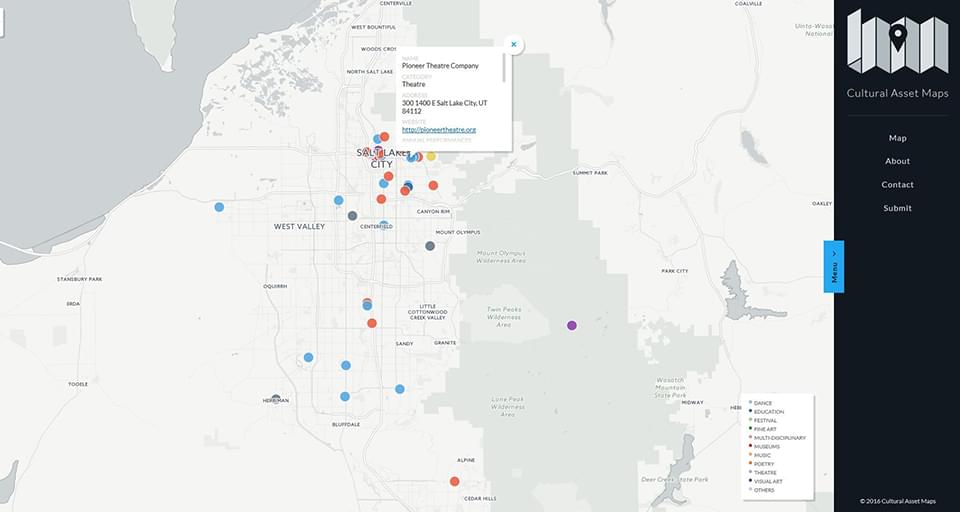 CENTERVILLE
COALVILLE
WEST BOUNTIFUL
WOODS CROS
NORTH SALT LAKE
NAME
Pioneer Theatre Company
CATEGORY
Theatre
ADDRESS
300 1400 E Salt Lake City, UT
84112
WEBSITE
http://pioneertheatre.org
ANNUAL PERFORMANCES
SALT LAKE
CITY
SUMMIT PARK
OAKLEY
CANYON RIM
WEST VALLEY
CENTERFIELD
MOUNT OLYMPUS
Mount Olympus
Wilderness Area
STANSBURY PARK
PARK CITY
OQUIRRH
ERDA
LITTLE
COTTONWOOD
CREEK VALLEY
Twin Peaks
Wilderness
Area
SANDY
GRANITE
TOOELE
Wasatch
Mountain
State Park
HERRIMAN
Lone Peak
Wilderness
Area
MIDWAY
HEB
BLUFFDALE
ALPINE
Deer Creek State Park
CEDAR HILLS
Uinta-Wasat
National
DANCE
EDUCATION
FESTIVAL
FINE ART
MULTI-DISCIPLINARY
MUSEUMS
MUSIC
POETRY
THEATRE
VISUAL ART
OTHERS
Menu
Cultural Asset Maps
Map
About
Contact
Submit
© 2016 Cultural Asset Maps